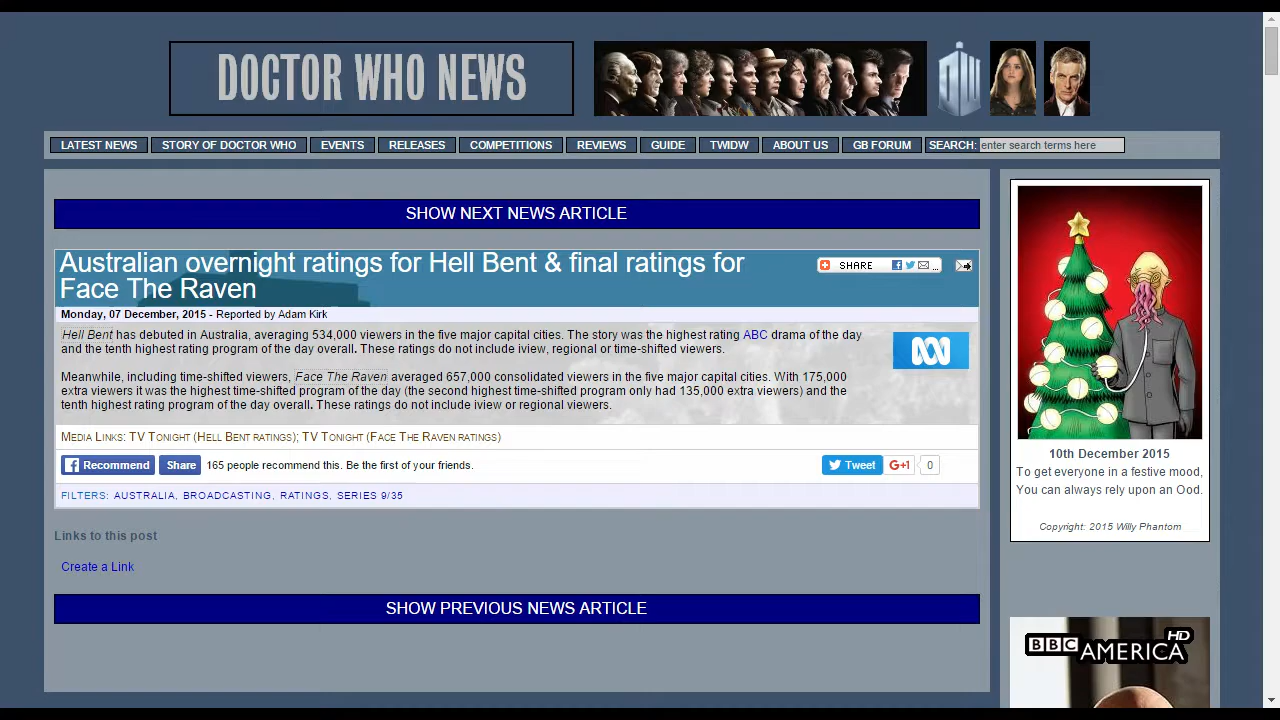 DOCTOR WHO NEWS
DW
LATEST NEWS
STORY OF DOCTOR WHO
EVENTS
RELEASES
COMPETITIONS
REVIEWS
GUIDE
TWIDW
ABOUT US
GB FORUM
SEARCH: enter search terms here
SHOW NEXT NEWS ARTICLE
Australian overnight ratings for Hell Bent & final ratings for
Face The Raven
SHARE ...
Monday, 07 December, 2015 - Reported by Adam Kirk
Hell Bent has debuted in Australia, averaging 534,000 viewers in the five major capital cities. The story was the highest rating ABC drama of the day
and the tenth highest rating program of the day overall. These ratings do not include iview, regional or time-shifted viewers.
Meanwhile, including time-shifted viewers, Face The Raven averaged 657,000 consolidated viewers in the five major capital cities. With 175,000
extra viewers it was the highest time-shifted program of the day (the second highest time-shifted program only had 135,000 extra viewers) and the
tenth highest rating program of the day overall. These ratings do not include iview or regional viewers.
Media Links: TV Tonight (Hell Bent ratings); TV Tonight (Face The Raven ratings)
Recommend Share 165 people recommend this. Be the first of your friends.
Tweet G+1 0
FILTERS: AUSTRALIA, BROADCASTING, RATINGS, SERIES 9/35
Links to this post
Create a Link
SHOW PREVIOUS NEWS ARTICLE
10th December 2015
To get everyone in a festive mood,
You can always rely upon an Ood.
Copyright: 2015 Willy Phantom
BBC AMERICA HD